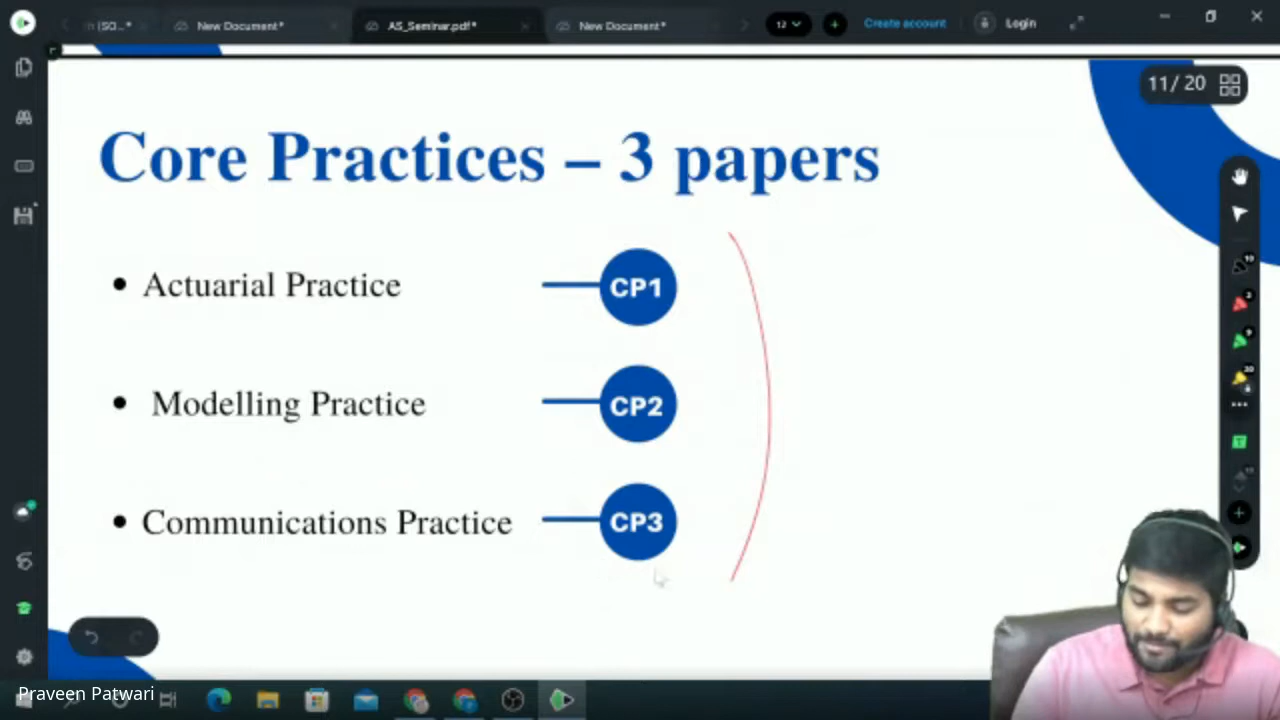 New Document*
AS_Seminar.pdf*
New Document*
12
Create account
Login
11/ 20
Core Practices – 3 papers
• Actuarial Practice
CP1
• Modelling Practice
CP2
• Communications Practice
CP3
Praveen Patwari